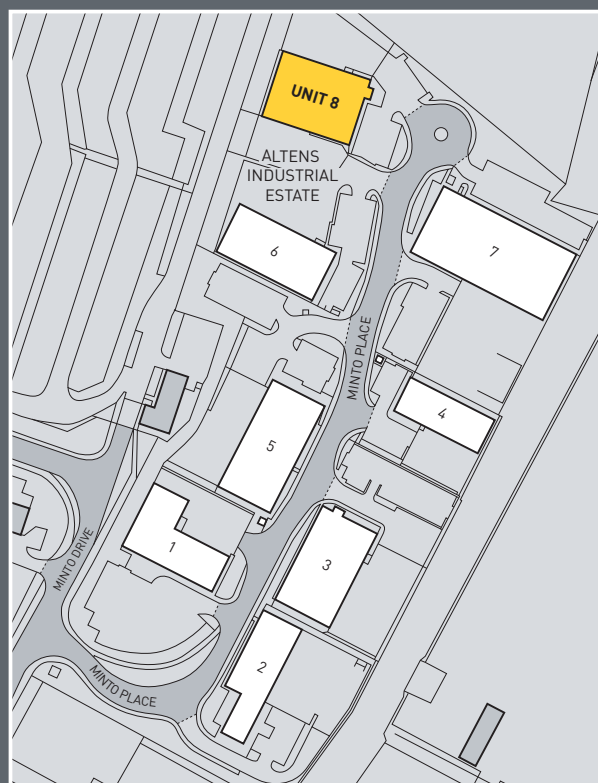 UNIT 8
ALTENS
INDUSTRIAL
ESTATE
6
7
MINTO PLACE
4
5
1
3
MINTO DRIVE
2
MINTO PLACE